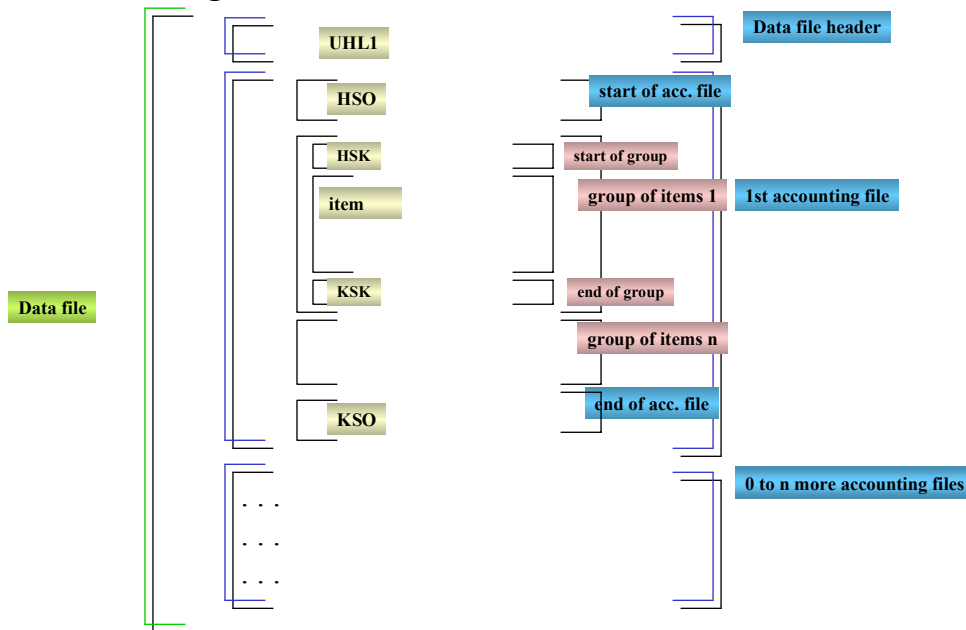 UHL1 Data file header
HSO start of acc. file
HSK start of group
item group of items 1 1st accounting file
KSK end of group
Data file
group of items n
KSO end of acc. file
0 to n more accounting files
. . .
. . .
. . .